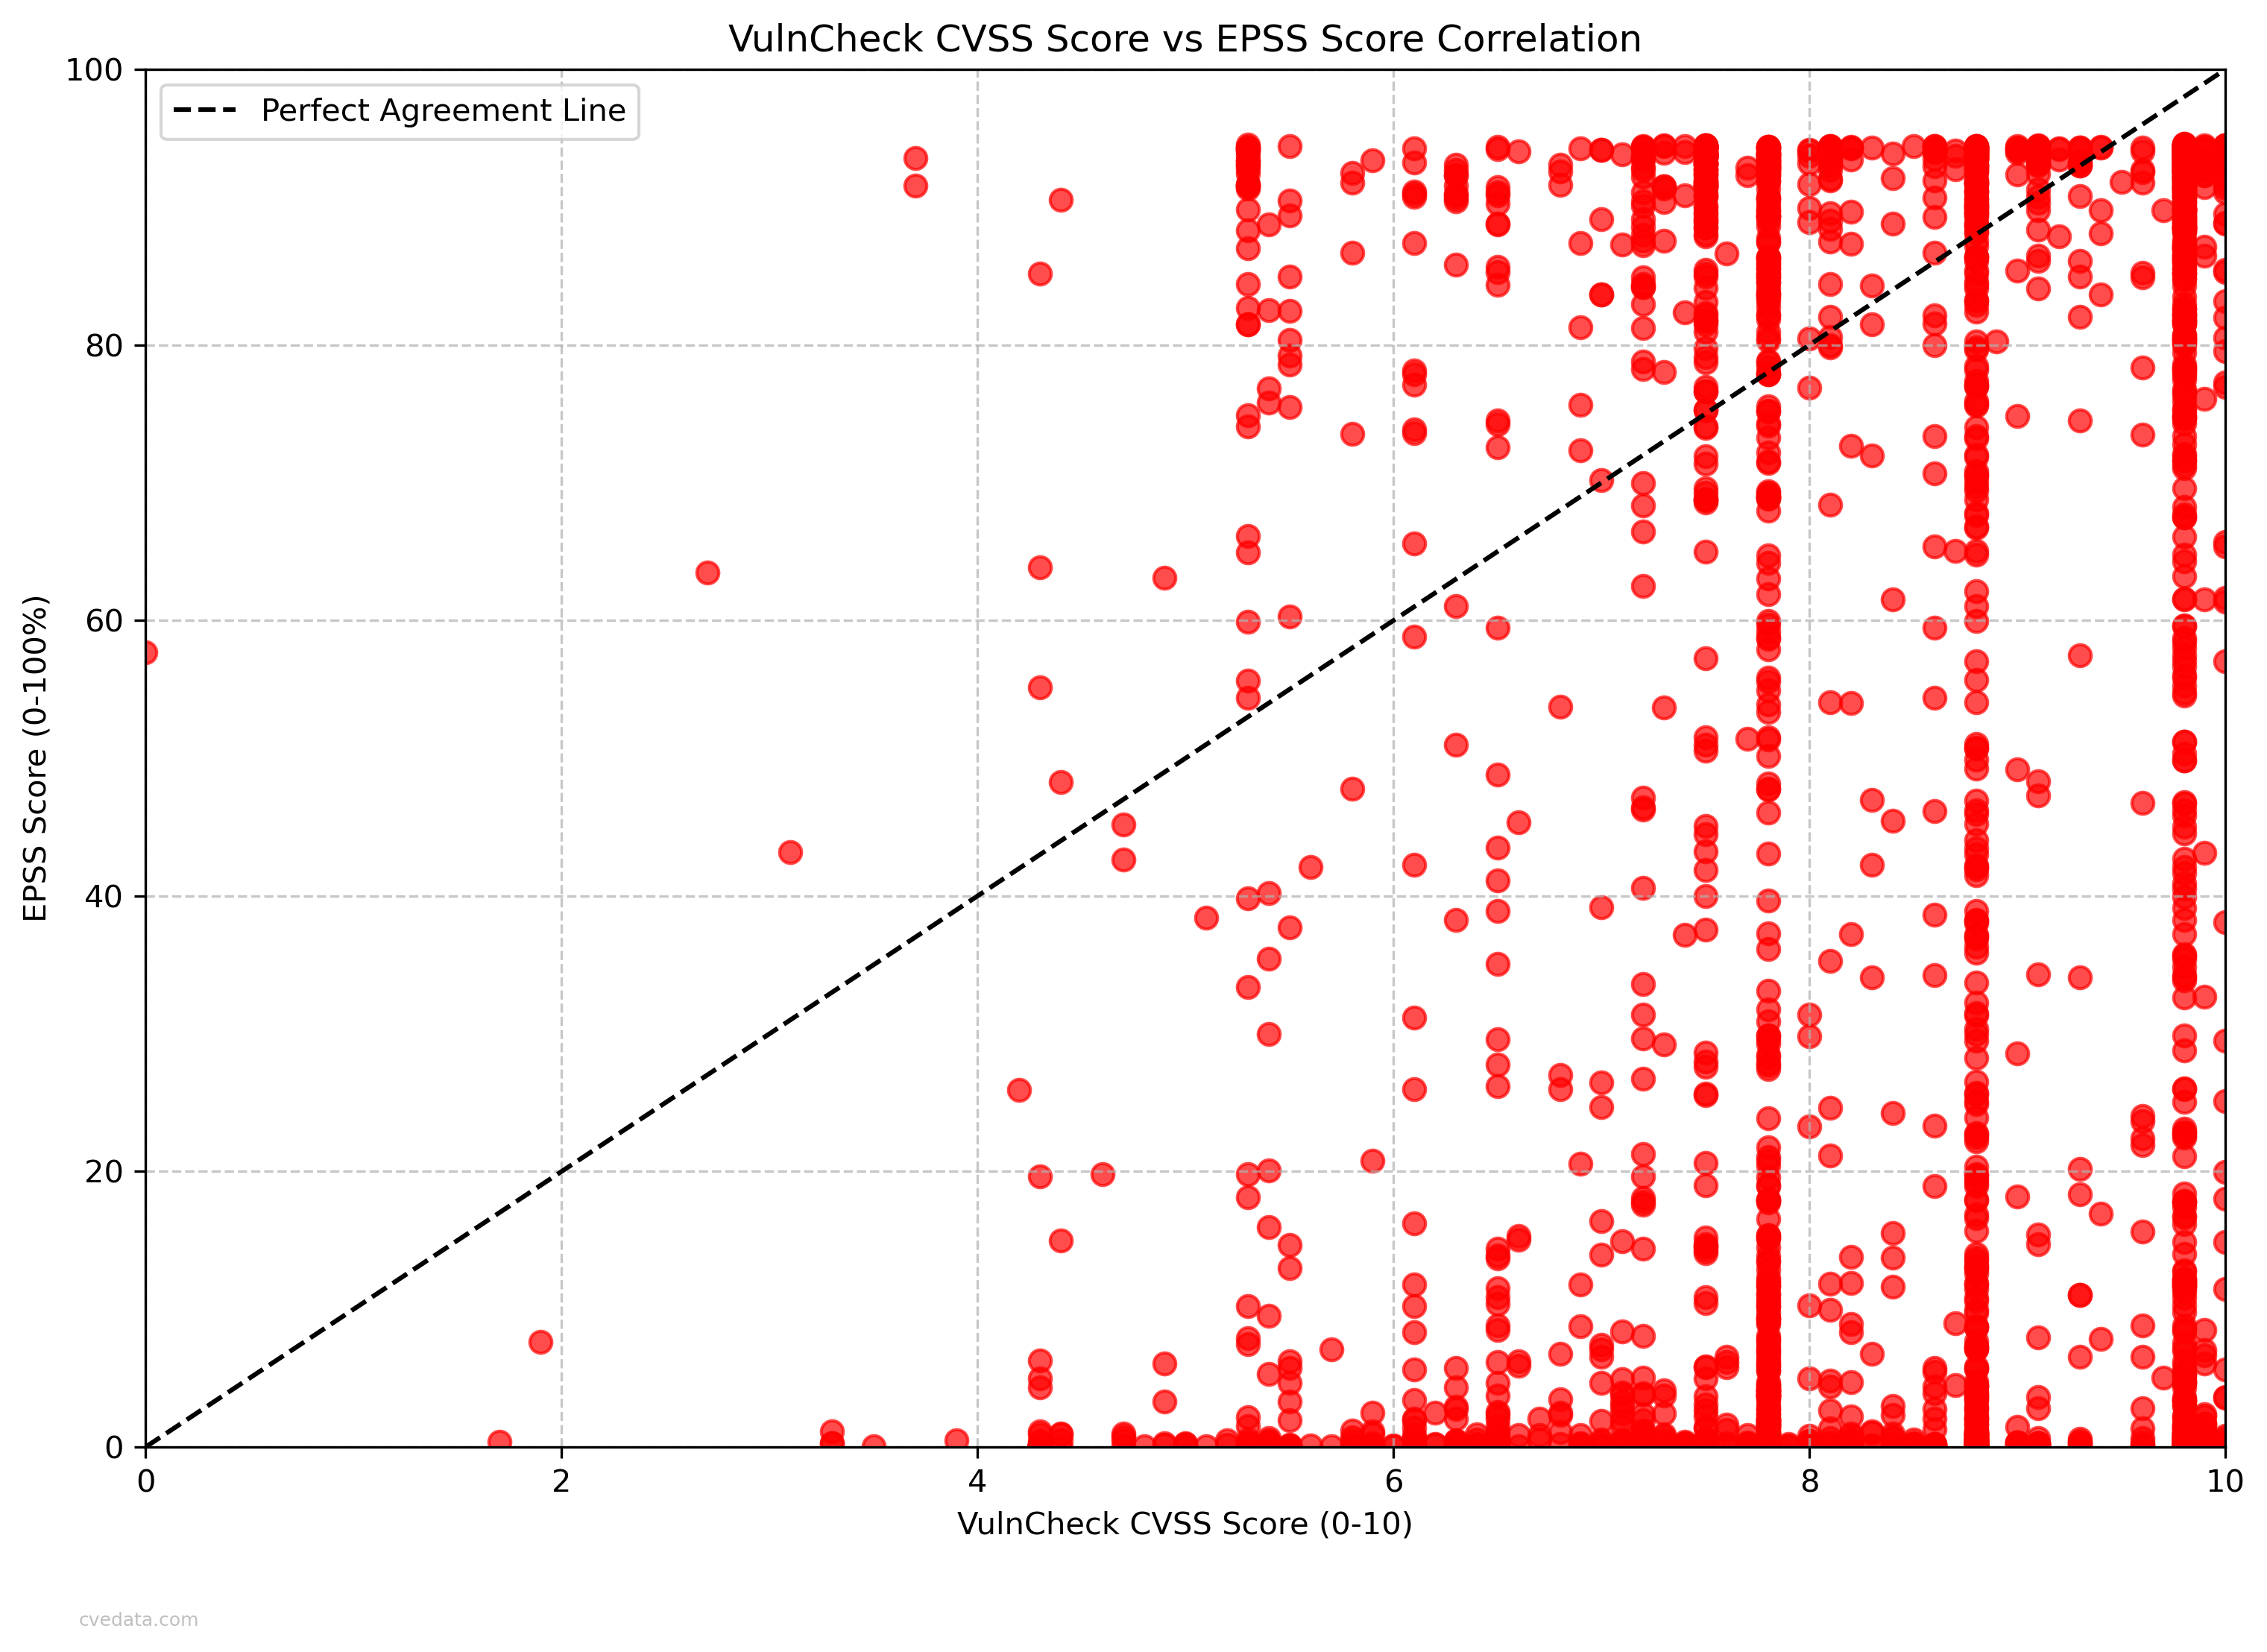 VulnCheck CVSS Score vs EPSS Score Correlation
100
Perfect Agreement Line
80
60
EPSS Score (0-100%)
40
20
0
0 2 4 6 8 10
VulnCheck CVSS Score (0-10)
cvedata.com